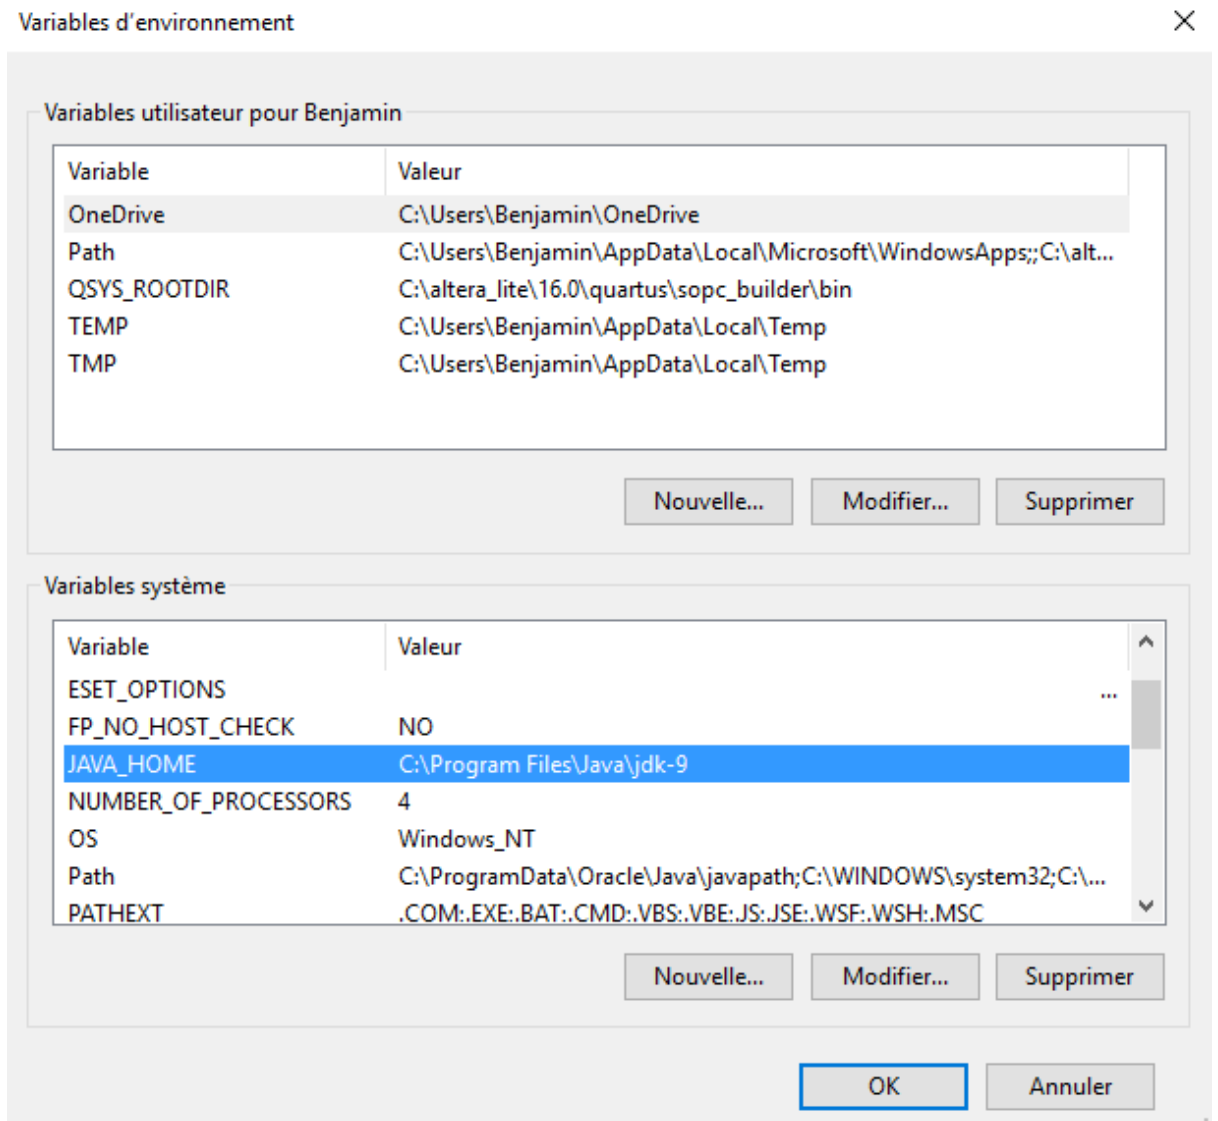 Variables d'environnement
Variables utilisateur pour Benjamin
Variable Valeur
OneDrive C:\Users\Benjamin\OneDrive
Path C:\Users\Benjamin\AppData\Local\Microsoft\WindowsApps;;C:\alt...
QSYS_ROOTDIR C:\altera_lite\16.0\quartus\sopc_builder\bin
TEMP C:\Users\Benjamin\AppData\Local\Temp
TMP C:\Users\Benjamin\AppData\Local\Temp
Nouvelle... Modifier... Supprimer
Variables système
Variable Valeur
ESET_OPTIONS ...
FP_NO_HOST_CHECK NO
JAVA_HOME C:\Program Files\Java\jdk-9
NUMBER_OF_PROCESSORS 4
OS Windows_NT
Path C:\ProgramData\Oracle\Java\javapath;C:\WINDOWS\system32;C:\...
PATHEXT .COM;.EXE;.BAT;.CMD;.VBS;.VBE;.JS;.JSE;.WSF;.WSH;.MSC
Nouvelle... Modifier... Supprimer
OK Annuler